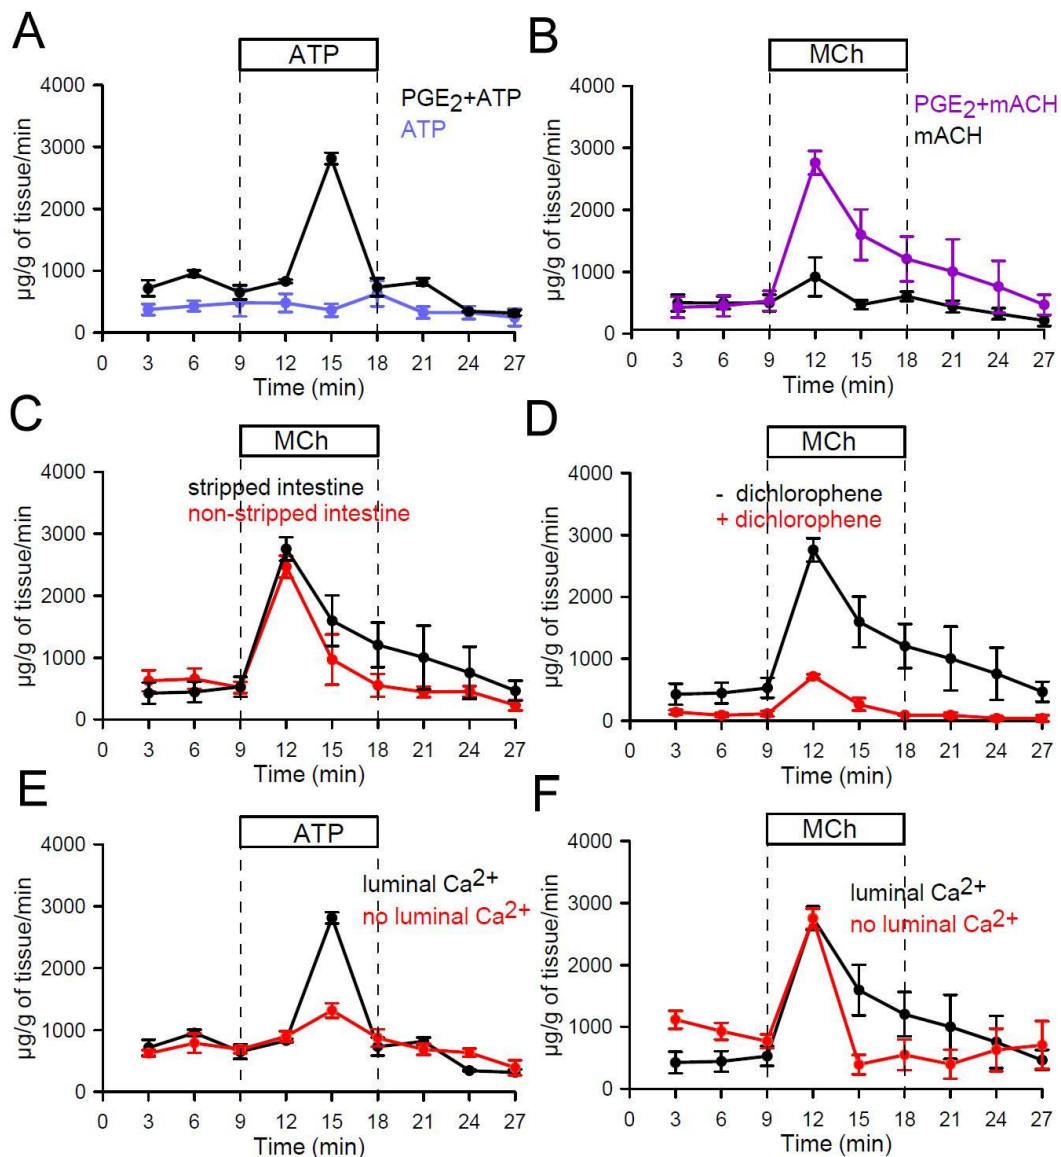 A
ATP
PGE2+ATP
ATP
µg/g of tissue/min
4000
3000
2000
1000
0
0 3 6 9 12 15 18 21 24 27
Time (min)
B
MCh
PGE2+mACH
mACH
µg/g of tissue/min
4000
3000
2000
1000
0
0 3 6 9 12 15 18 21 24 27
Time (min)
C
MCh
stripped intestine
non-stripped intestine
µg/g of tissue/min
4000
3000
2000
1000
0
0 3 6 9 12 15 18 21 24 27
Time (min)
D
MCh
- dichlorophene
+ dichlorophene
µg/g of tissue/min
4000
3000
2000
1000
0
0 3 6 9 12 15 18 21 24 27
Time (min)
E
ATP
luminal Ca2+
no luminal Ca2+
µg/g of tissue/min
4000
3000
2000
1000
0
0 3 6 9 12 15 18 21 24 27
Time (min)
F
MCh
luminal Ca2+
no luminal Ca2+
µg/g of tissue/min
4000
3000
2000
1000
0
0 3 6 9 12 15 18 21 24 27
Time (min)